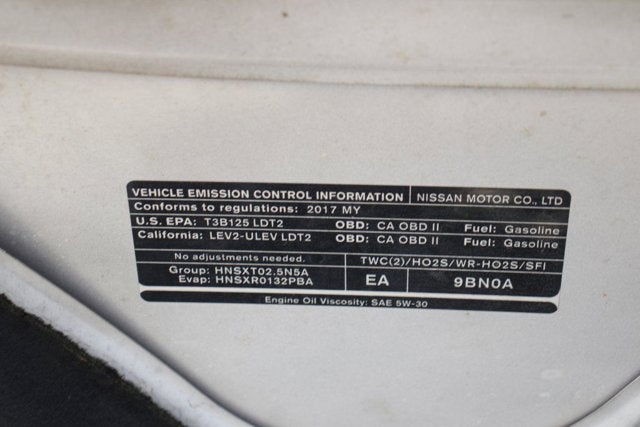 VEHICLE EMISSION CONTROL INFORMATION NISSAN MOTOR CO., LTD
Conforms to regulations: 2017 MY
U.S. EPA: T3B125 LDT2 OBD: CA OBD II Fuel: Gasoline
California: LEV2-ULEV LDT2 OBD: CA OBD II Fuel: Gasoline
No adjustments needed. TWC(2)/HO2S/WR-HO2S/SFI
Group: HNSXT02.5N5A
Evap: HNSXR0132PBA
EA 9BN0A
Engine Oil Viscosity: SAE 5W-30